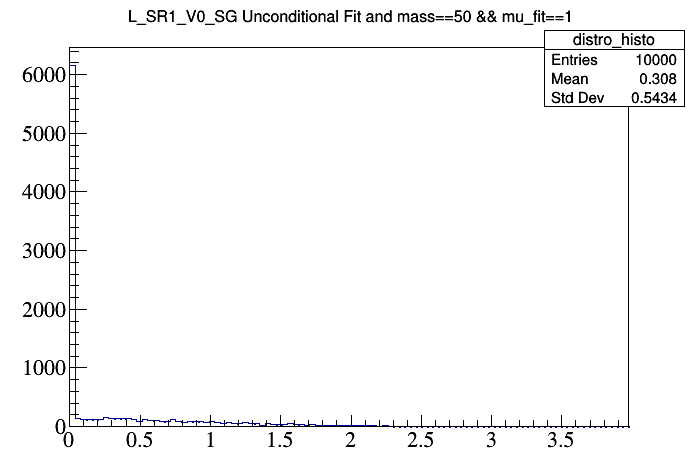 L_SR1_V0_SG Unconditional Fit and mass==50 && mu_fit==1
distro_histo
Entries 10000
Mean 0.308
Std Dev 0.5434
6000
5000
4000
3000
2000
1000
0
0 0.5 1 1.5 2 2.5 3 3.5